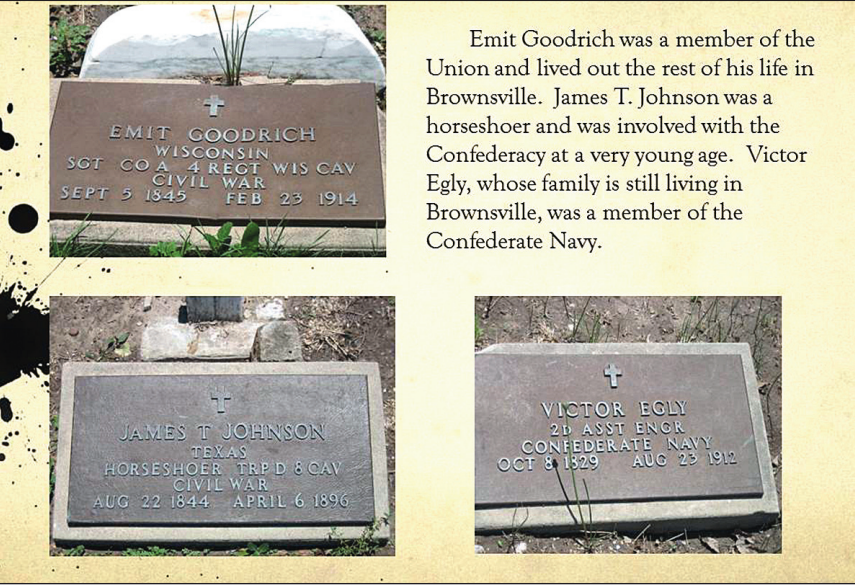 EMIT GOODRICH
WISCONSIN
SGT CO A 4 REGT WIS CAV
CIVIL WAR
SEPT 5 1845 FEB 23 1914
Emit Goodrich was a member of the
Union and lived out the rest of his life in
Brownsville. James T. Johnson was a
horseshoer and was involved with the
Confederacy at a very young age. Victor
Egly, whose family is still living in
Brownsville, was a member of the
Confederate Navy.
JAMES T JOHNSON
TEXAS
HORSESHOER TRP D 8 CAV
CIVIL WAR
AUG 22 1844 APRIL 6 1896
VICTOR EGLY
2D ASST ENGR
CONFEDERATE NAVY
OCT 8 1829 AUG 23 1912